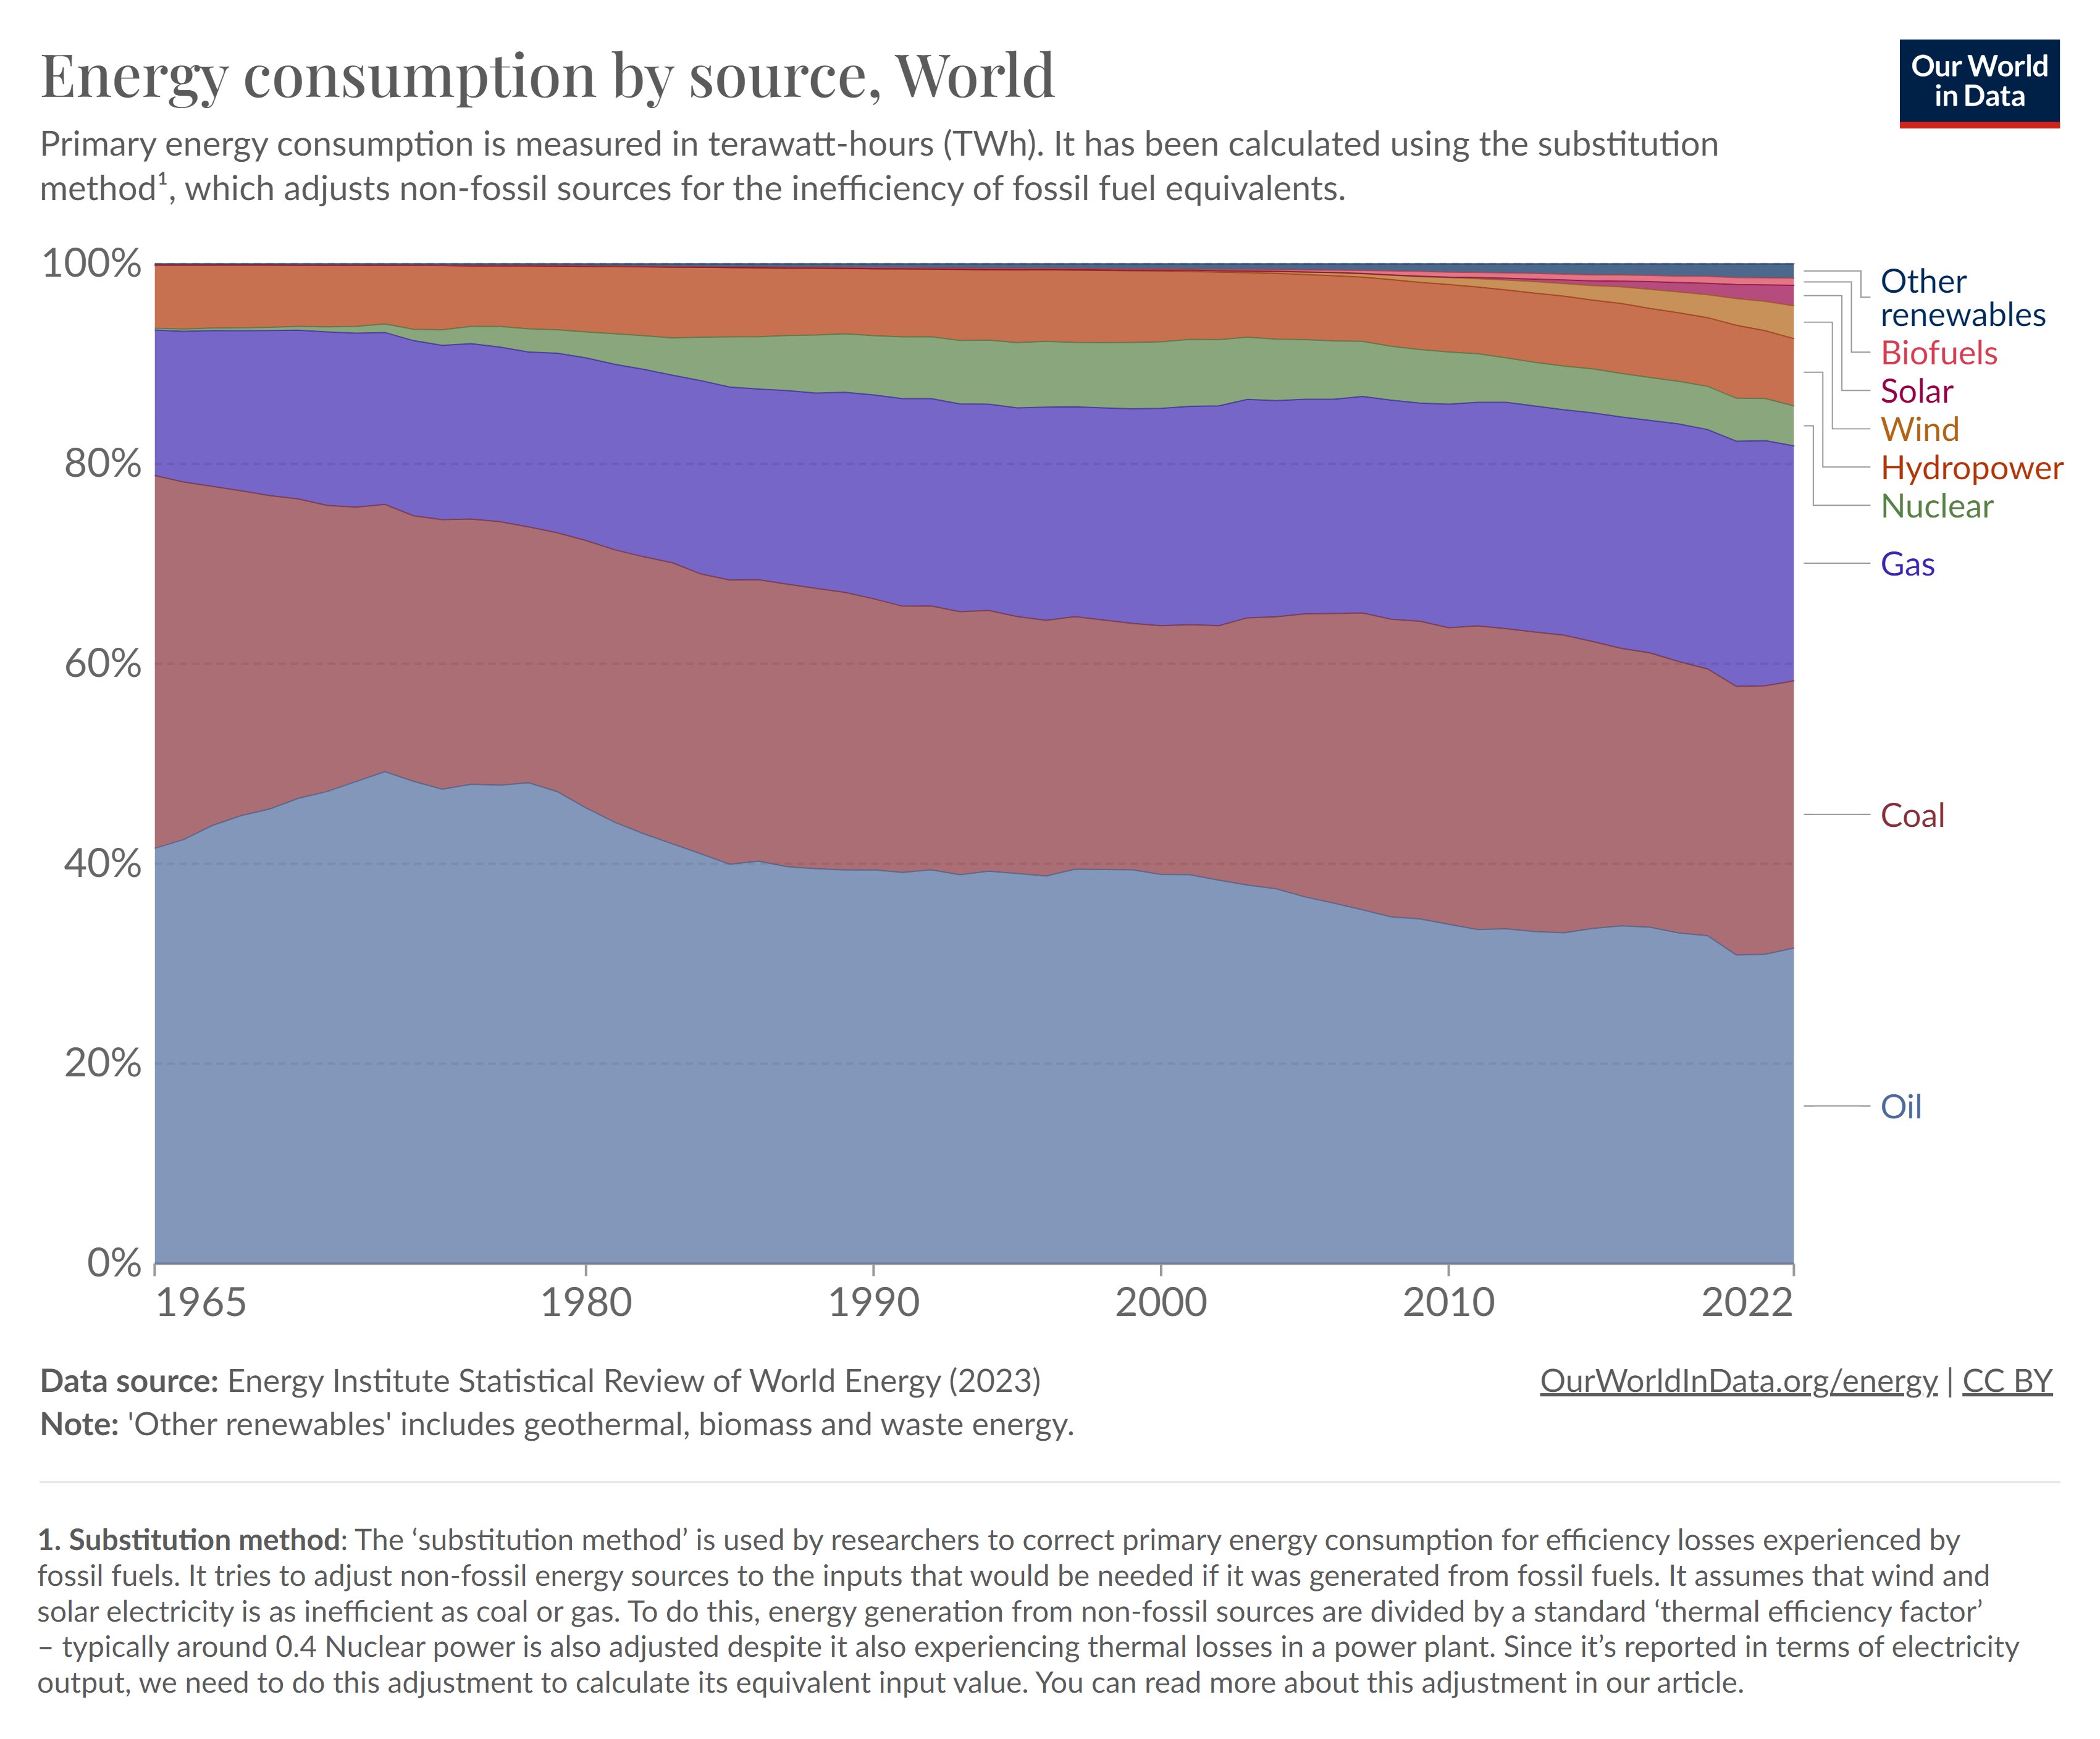 Energy consumption by source, World
Our World
in Data
Primary energy consumption is measured in terawatt-hours (TWh). It has been calculated using the substitution
method¹, which adjusts non-fossil sources for the inefficiency of fossil fuel equivalents.
100%
80%
60%
40%
20%
0%
1965
1980
1990
2000
2010
2022
Other
renewables
Biofuels
Solar
Wind
Hydropower
Nuclear
Gas
Coal
Oil
Data source: Energy Institute Statistical Review of World Energy (2023)
OurWorldInData.org/energy | CC BY
Note: 'Other renewables' includes geothermal, biomass and waste energy.
1. Substitution method: The ‘substitution method’ is used by researchers to correct primary energy consumption for efficiency losses experienced by
fossil fuels. It tries to adjust non-fossil energy sources to the inputs that would be needed if it was generated from fossil fuels. It assumes that wind and
solar electricity is as inefficient as coal or gas. To do this, energy generation from non-fossil sources are divided by a standard ‘thermal efficiency factor’
– typically around 0.4 Nuclear power is also adjusted despite it also experiencing thermal losses in a power plant. Since it’s reported in terms of electricity
output, we need to do this adjustment to calculate its equivalent input value. You can read more about this adjustment in our article.